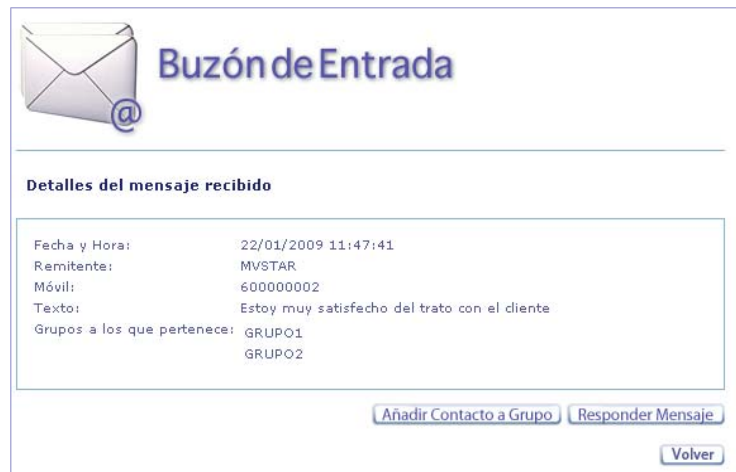 @
Buzón de Entrada
Detalles del mensaje recibido
Fecha y Hora: 22/01/2009 11:47:41
Remitente: MVSTAR
Móvil: 600000002
Texto: Estoy muy satisfecho del trato con el cliente
Grupos a los que pertenece: GRUPO1
GRUPO2
Añadir Contacto a Grupo Responder Mensaje
Volver